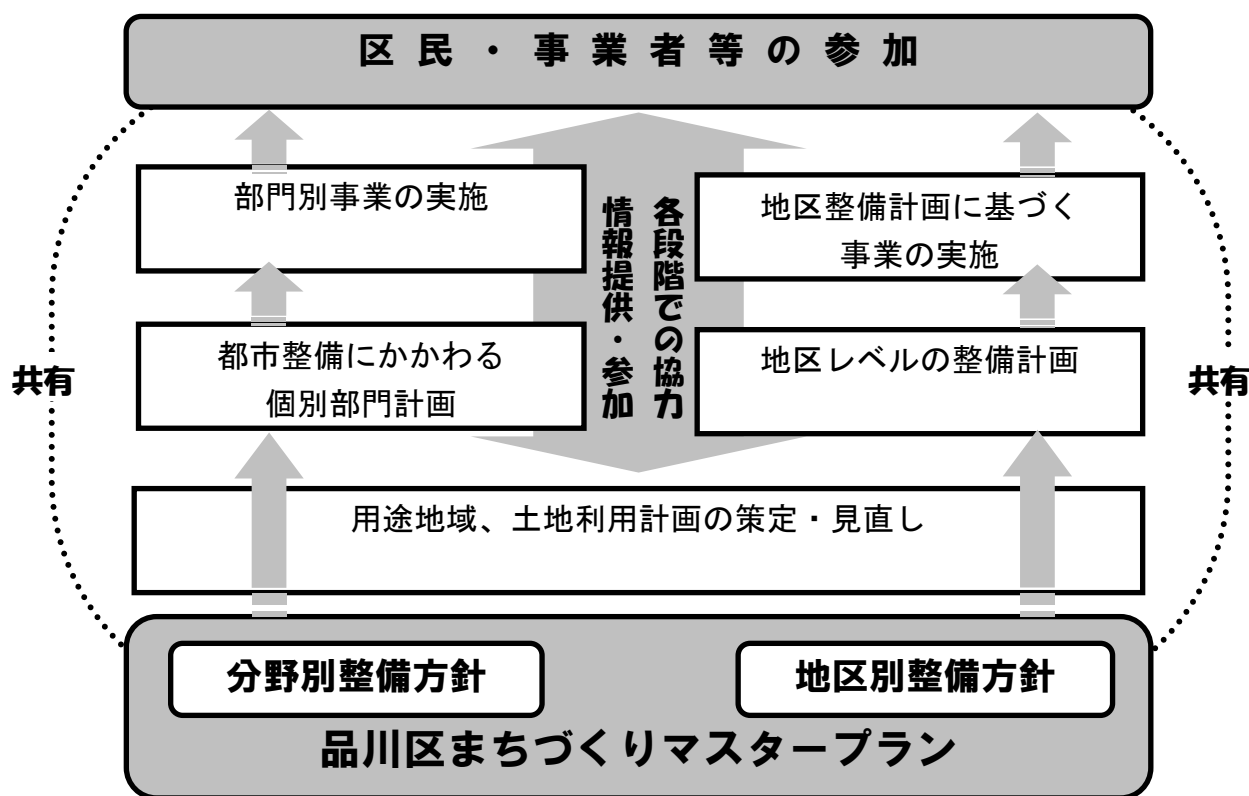 区民・事業者等の参加
部門別事業の実施
各段階での協力
情報提供・参加
地区整備計画に基づく
事業の実施
都市整備にかかわる
個別部門計画
地区レベルの整備計画
共有
共有
用途地域、土地利用計画の策定・見直し
分野別整備方針
地区別整備方針
品川区まちづくりマスタープラン